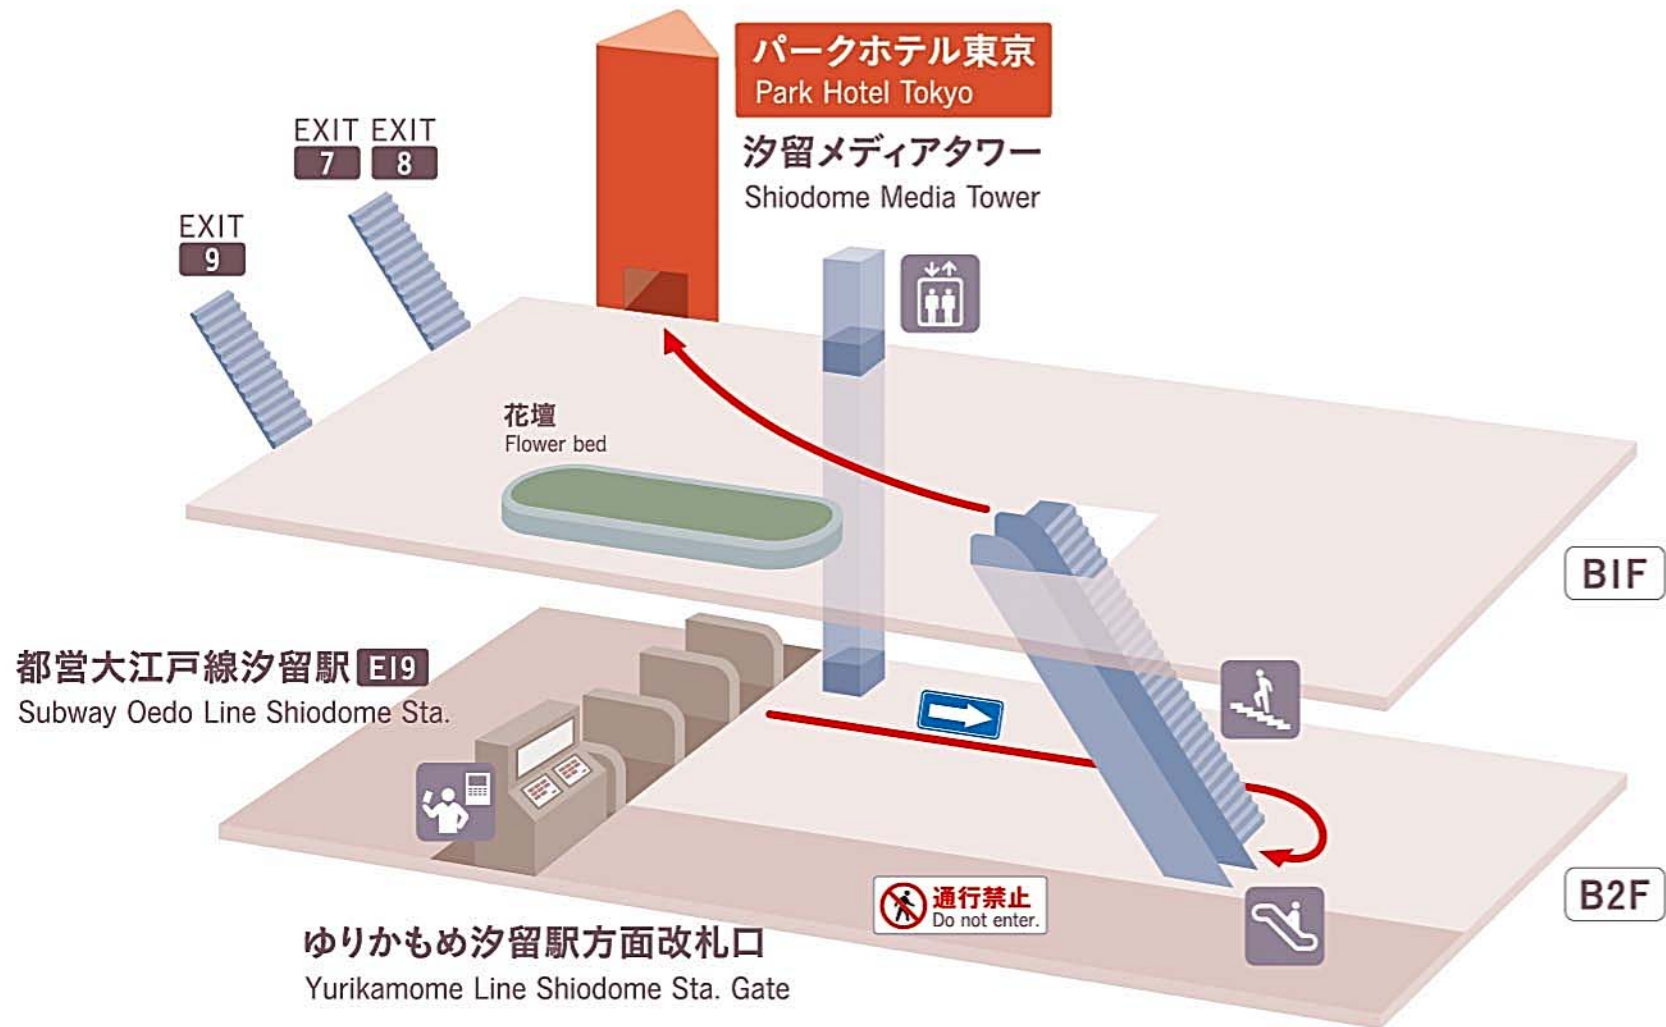 パークホテル東京
Park Hotel Tokyo
汐留メディアタワー
Shiodome Media Tower
EXIT
7
EXIT
8
EXIT
9
花壇
Flower bed
B1F
都営大江戸線汐留駅 E19
Subway Oedo Line Shiodome Sta.
通行禁止
Do not enter.
B2F
ゆりかもめ汐留駅方面改札口
Yurikamome Line Shiodome Sta. Gate